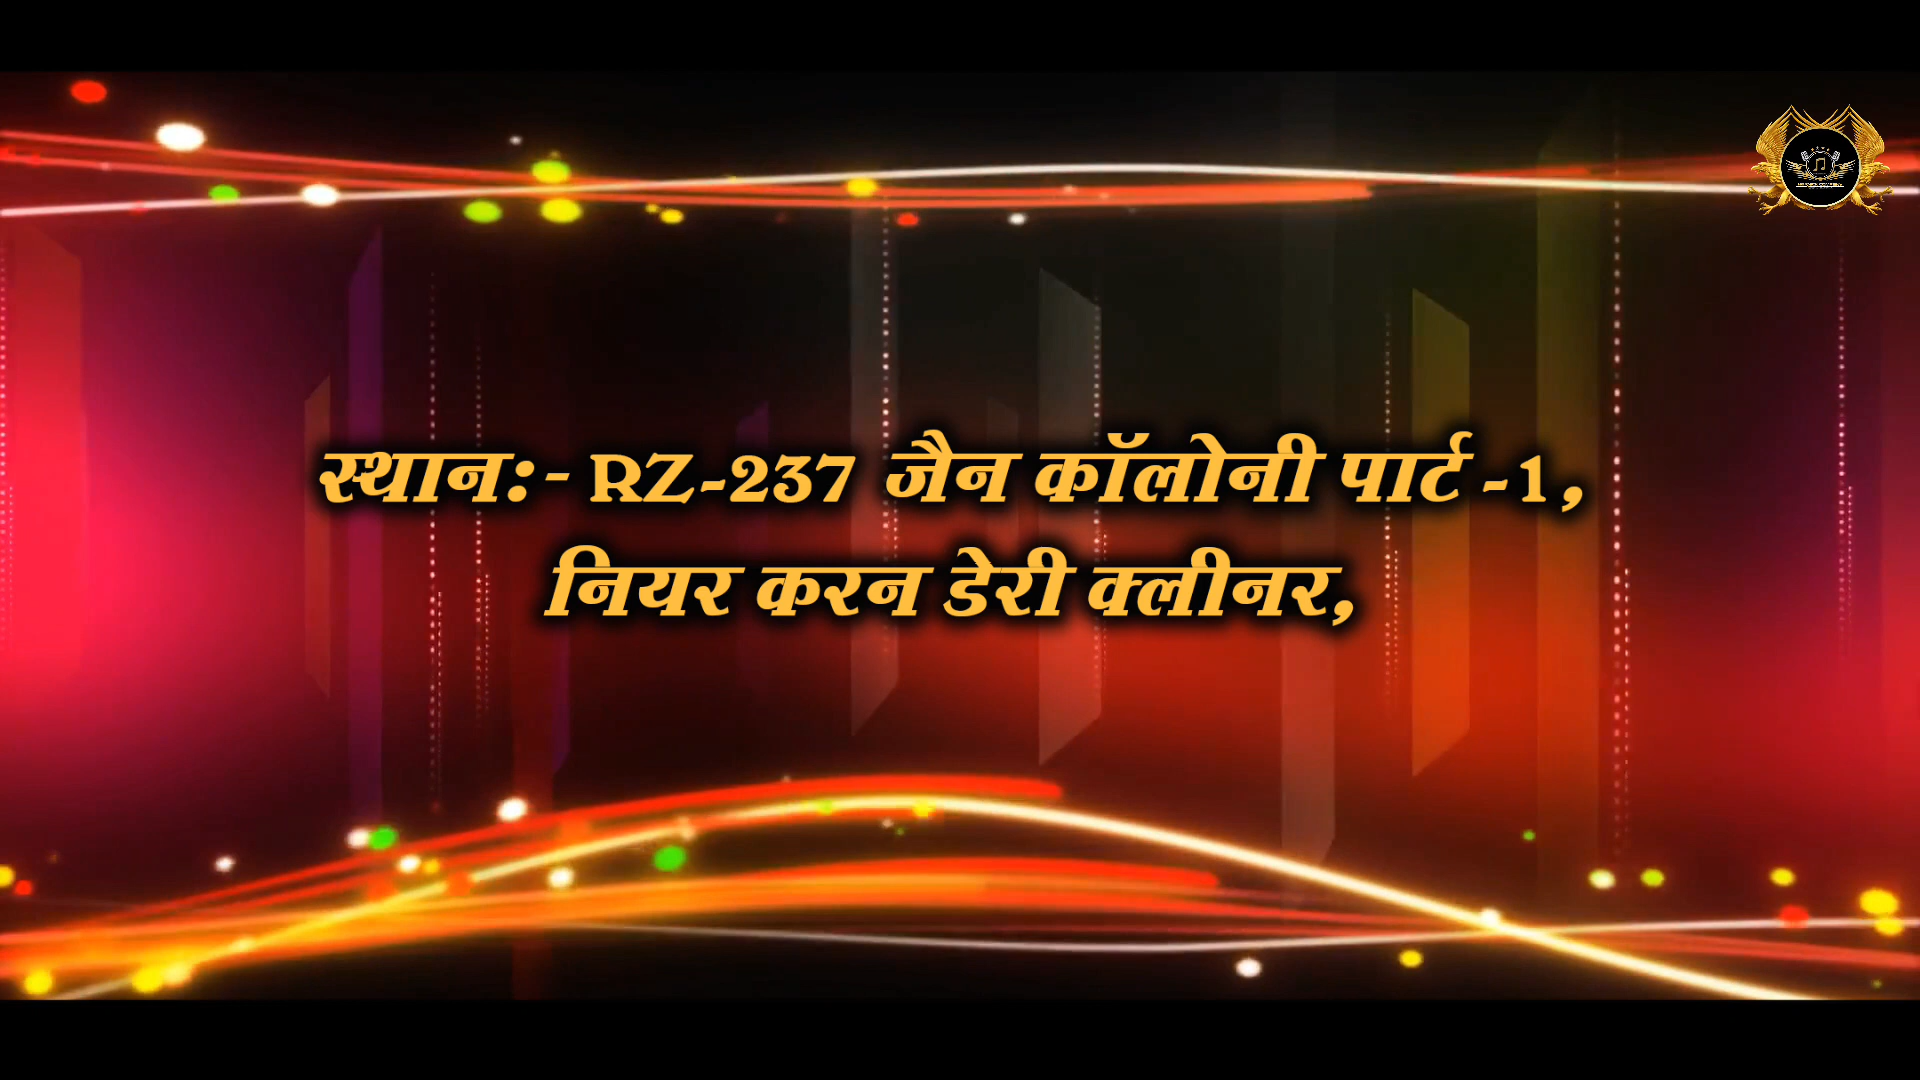 स्थान:- RZ-237 जैन कॉलोनी पार्ट -1,
नियर करन डेरी क्लीनर,